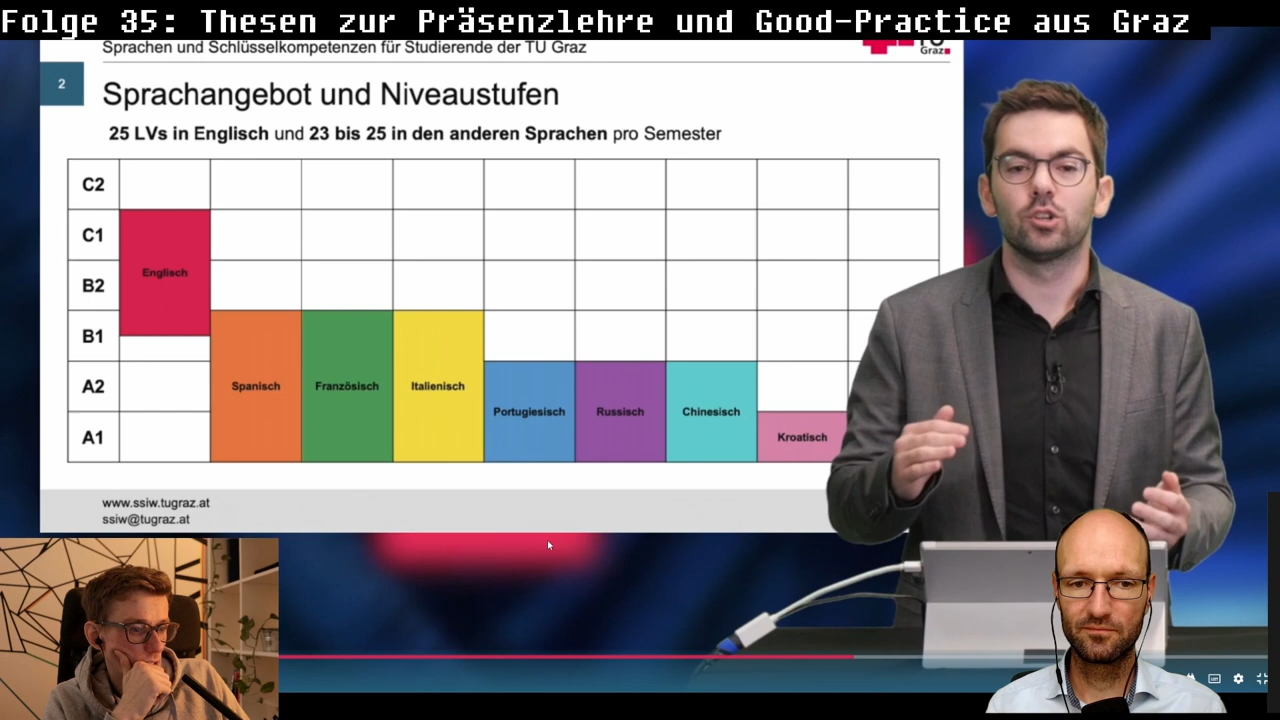 Folge 35: Thesen zur Präsenzlehre und Good-Practice aus Graz
Sprachen und Schlüsselkompetenzen für Studierende der TU Graz
TU
Graz
2
Sprachangebot und Niveaustufen
25 LVs in Englisch und 23 bis 25 in den anderen Sprachen pro Semester
C2
C1
Englisch
B2
B1
A2
Spanisch
Französisch
Italienisch
Portugiesisch
Russisch
Chinesisch
A1
Kroatisch
www.ssiw.tugraz.at
ssiw@tugraz.at